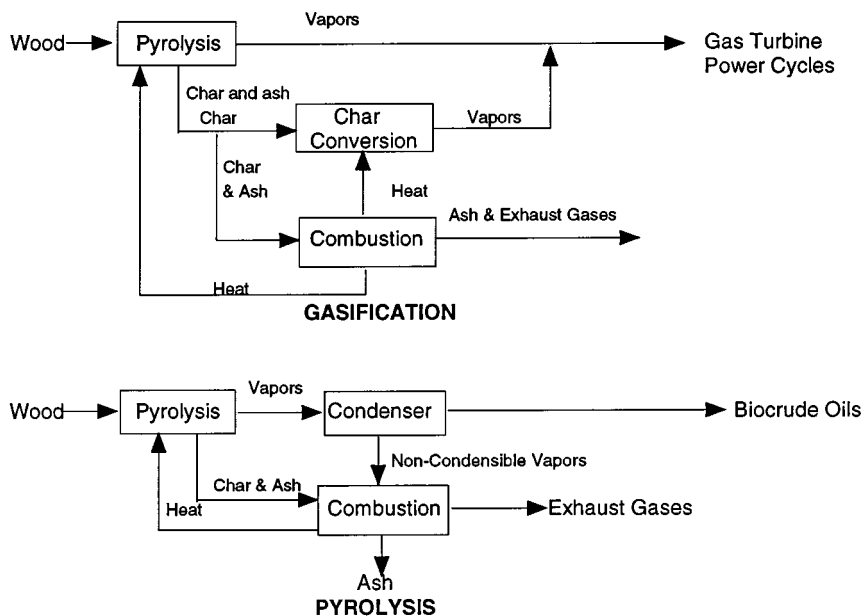 Vapors
Wood
Pyrolysis
Gas Turbine
Power Cycles
Char and ash
Char
Char
Conversion
Vapors
Char
& Ash
Heat
Ash & Exhaust Gases
Combustion
Heat
GASIFICATION
Vapors
Wood
Pyrolysis
Condenser
Biocrude Oils
Non-Condensible Vapors
Char & Ash
Heat
Combustion
Exhaust Gases
Ash
PYROLYSIS